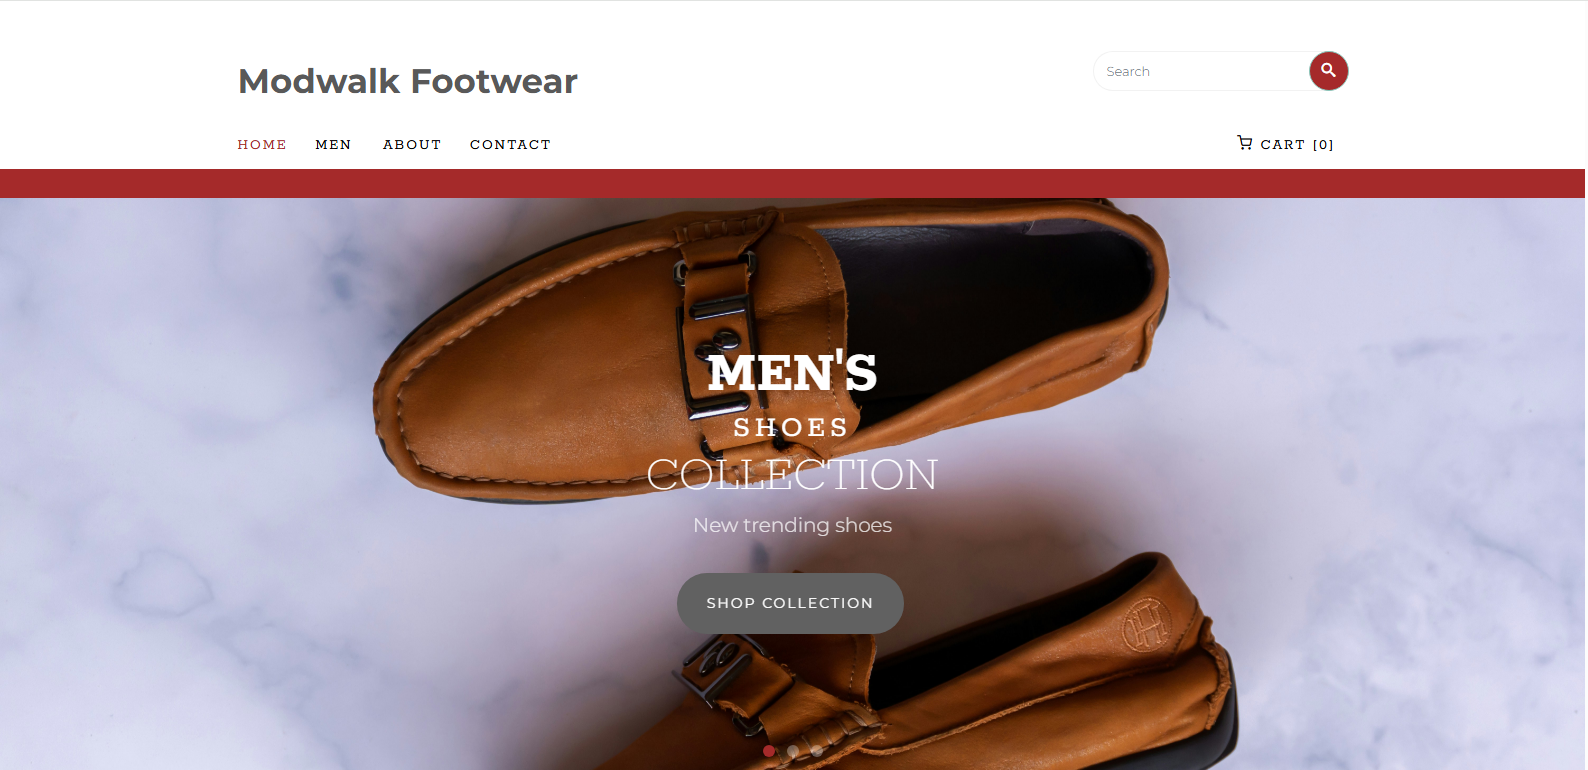 Modwalk Footwear
Search
HOME MEN ABOUT CONTACT
CART [0]
MEN'S
SHOES
COLLECTION
New trending shoes
SHOP COLLECTION